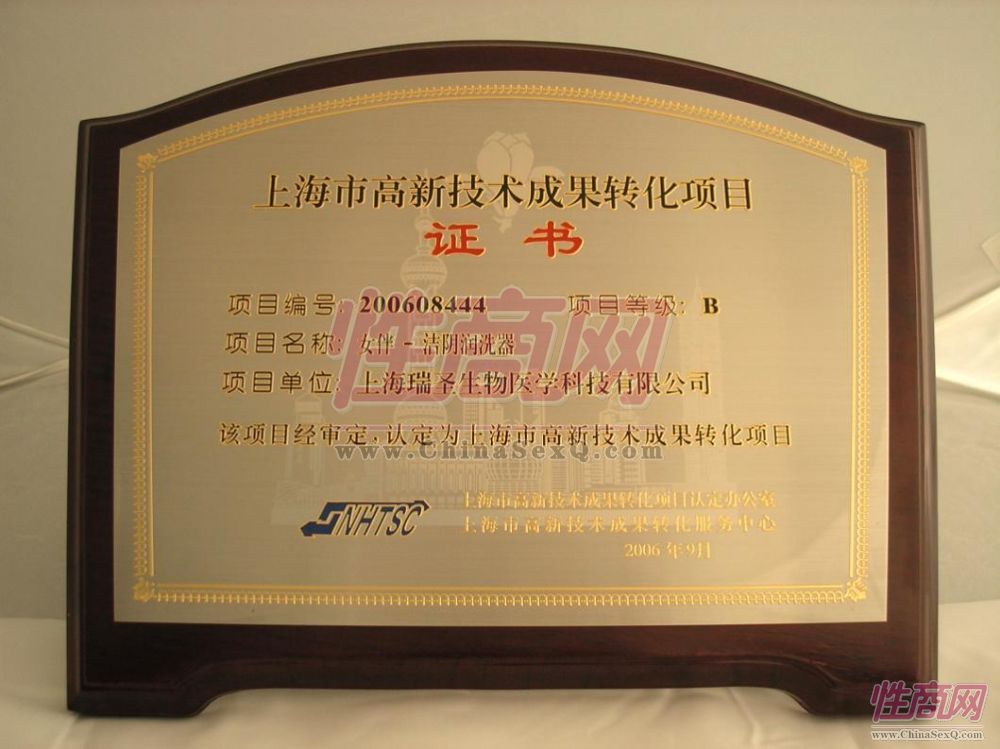 上海市高新技术成果转化项目
证书
项目编号: 200608444 项目等级: B
项目名称: 女伴-洁阴润洗器
项目单位: 上海瑞圣生物医学科技有限公司
该项目经审定,认定为上海市高新技术成果转化项目
性商网
www.ChinaSexQ.com
SNHTSC
上海市高新技术成果转化项目认定办公室
上海市高新技术成果转化服务中心
2006年9月
性商网
www.ChinaSexQ.com